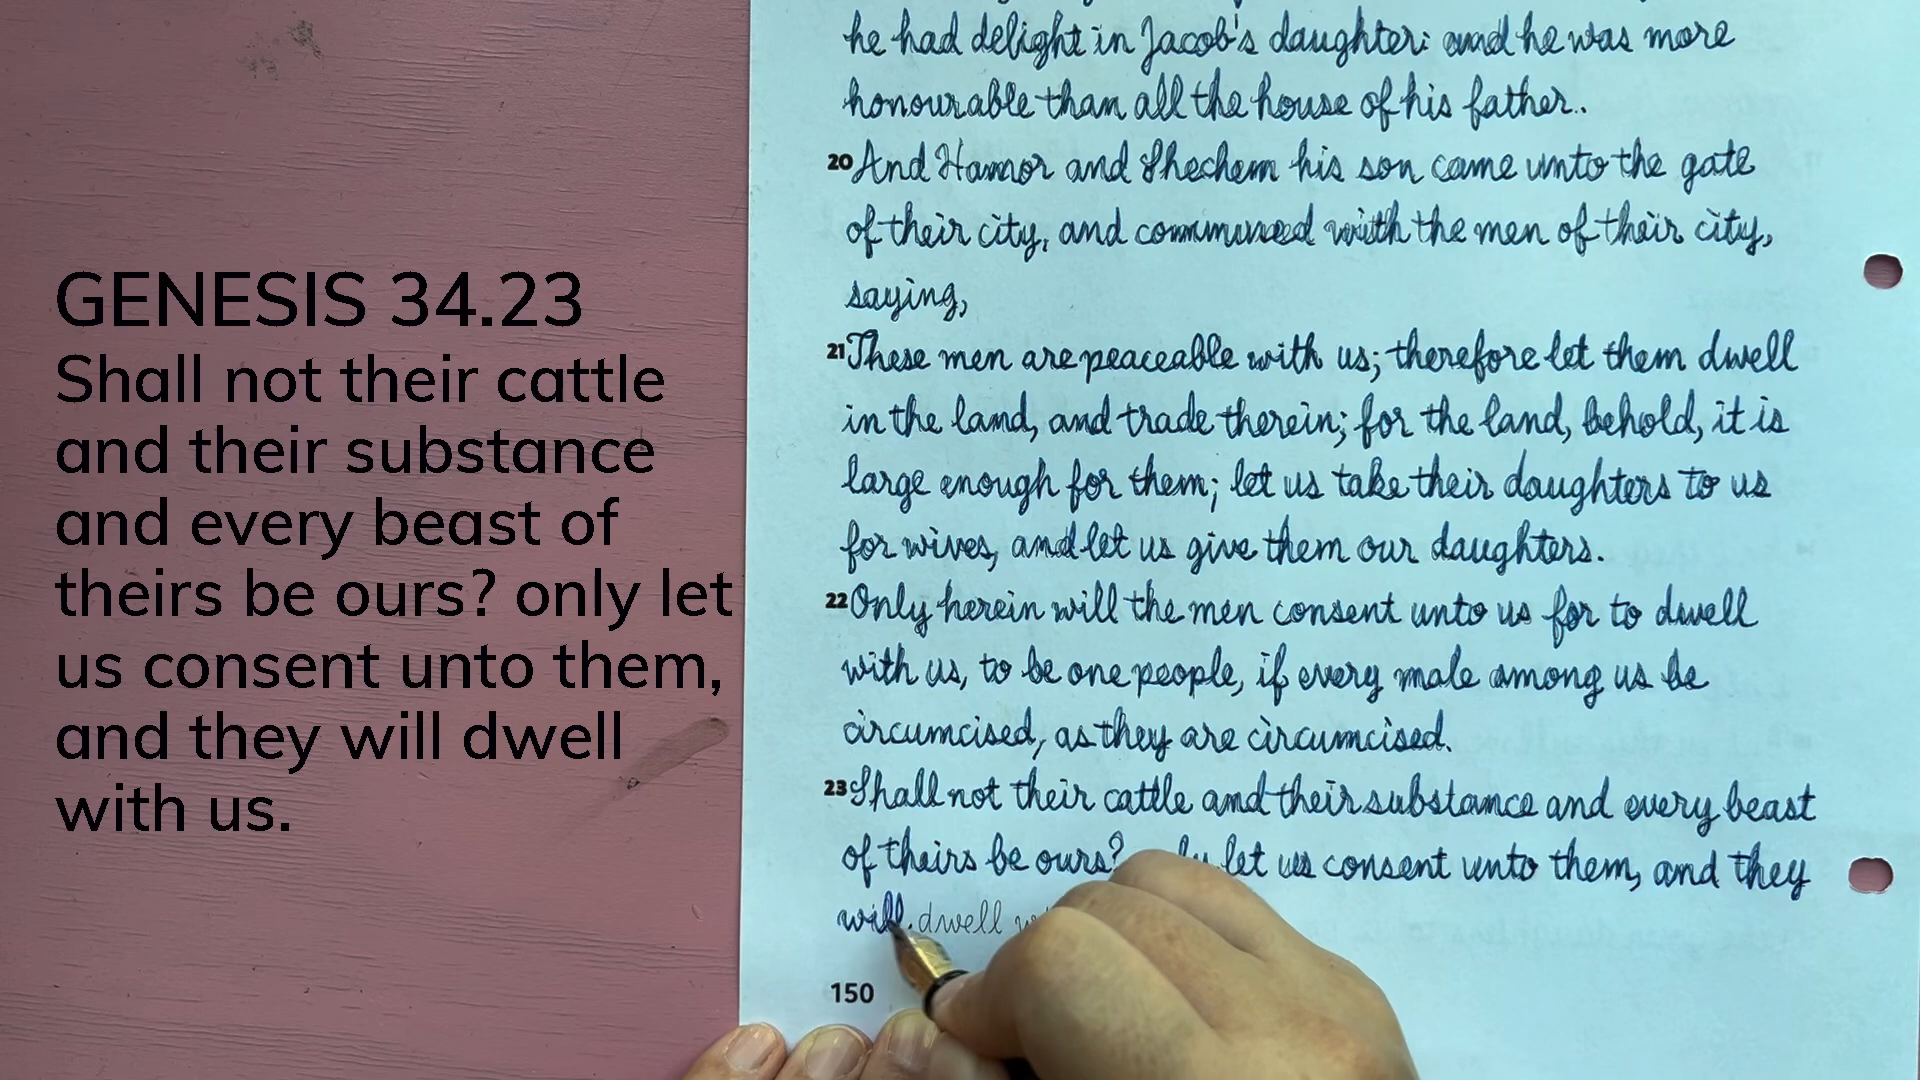 GENESIS 34.23
Shall not their cattle
and their substance
and every beast of
theirs be ours? only let
us consent unto them,
and they will dwell
with us.
he had delight in Jacob's daughter: and he was more
honourable than all the house of his father.
20 And Hamor and Shechem his son came unto the gate
of their city, and communed with the men of their city,
saying,
21 These men are peaceable with us; therefore let them dwell
in the land, and trade therein; for the land, behold, it is
large enough for them; let us take their daughters to us
for wives, and let us give them our daughters.
22 Only herein will the men consent unto us for to dwell
with us, to be one people, if every male among us be
circumcised, as they are circumcised.
23 Shall not their cattle and their substance and every beast
of theirs be ours? let us consent unto them, and they
will dwell
150